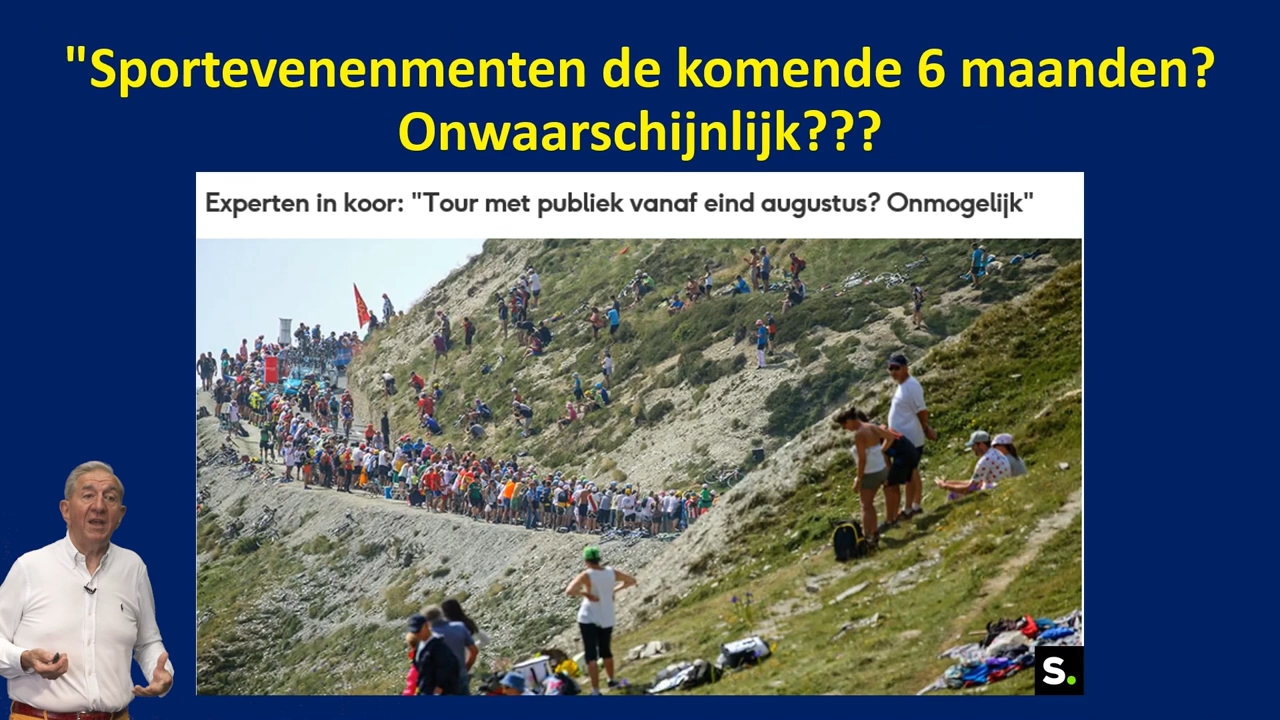 "Sportevenenmenten de komende 6 maanden?
Onwaarschijnlijk???
Experten in koor: "Tour met publiek vanaf eind augustus? Onmogelijk"
S.